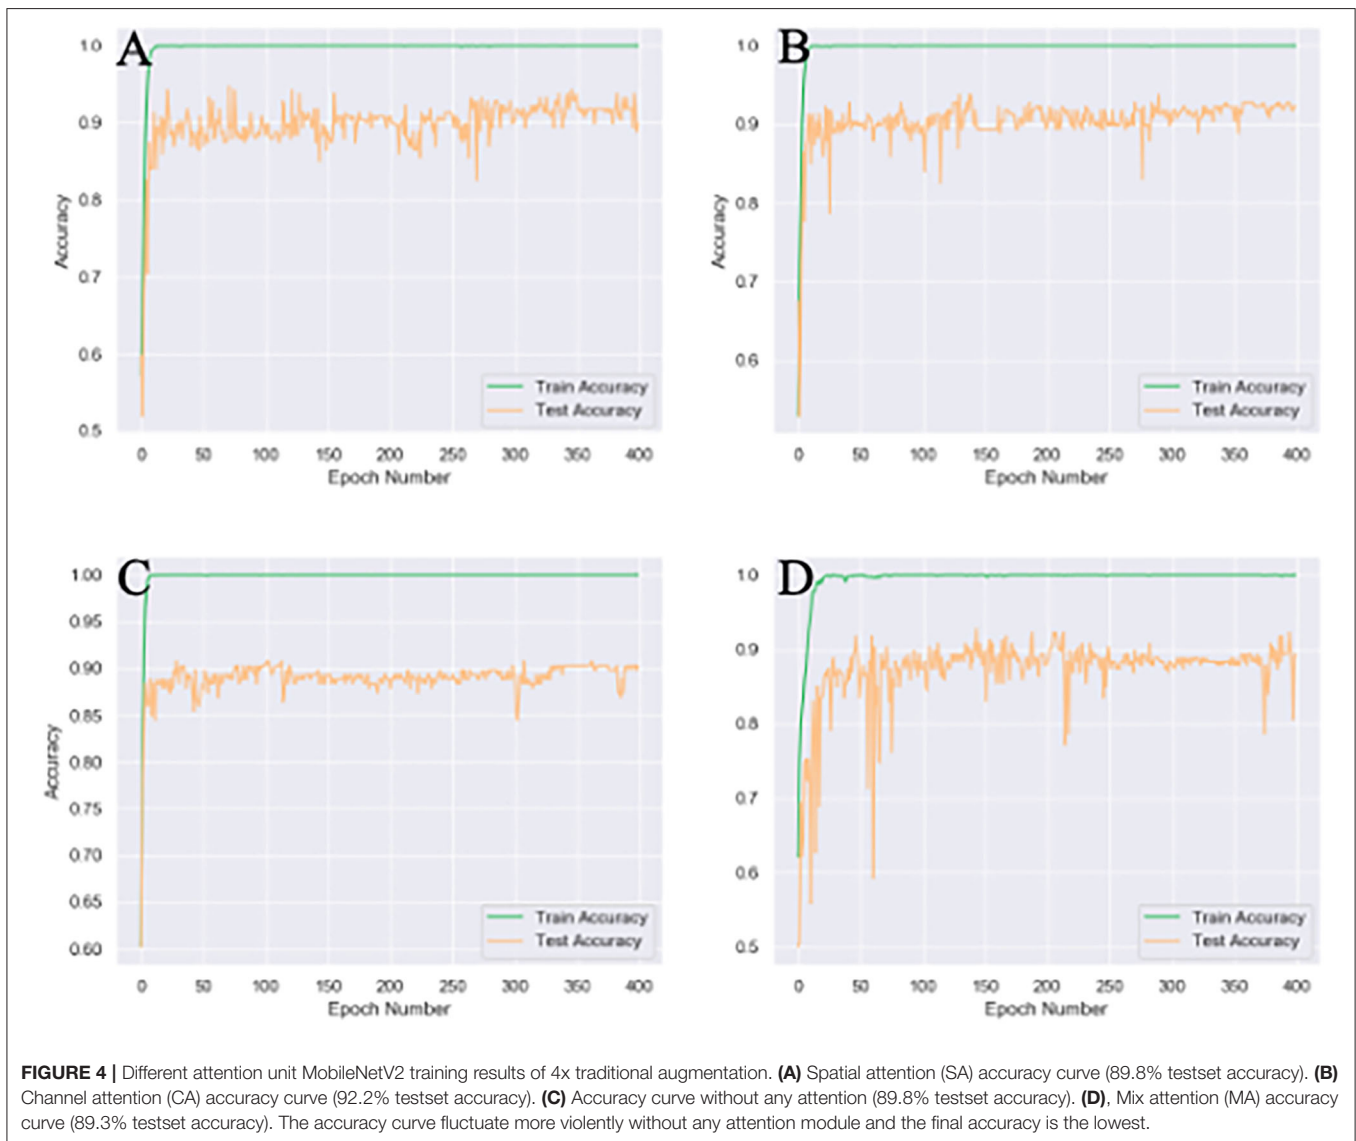 A
1.0
0.9
0.8
0.7
0.6
0.5
Accuracy
Train Accuracy
Test Accuracy
0 50 100 150 200 250 300 350 400
Epoch Number
B
1.0
0.9
0.8
0.7
0.6
Accuracy
Train Accuracy
Test Accuracy
0 50 100 150 200 250 300 350 400
Epoch Number
C
1.00
0.95
0.90
0.85
0.80
0.75
0.70
0.65
0.60
Accuracy
Train Accuracy
Test Accuracy
0 50 100 150 200 250 300 350 400
Epoch Number
D
1.0
0.9
0.8
0.7
0.6
0.5
Accuracy
Train Accuracy
Test Accuracy
0 50 100 150 200 250 300 350 400
Epoch Number
FIGURE 4 | Different attention unit MobileNetV2 training results of 4x traditional augmentation. (A) Spatial attention (SA) accuracy curve (89.8% testset accuracy). (B)
Channel attention (CA) accuracy curve (92.2% testset accuracy). (C) Accuracy curve without any attention (89.8% testset accuracy). (D), Mix attention (MA) accuracy
curve (89.3% testset accuracy). The accuracy curve fluctuate more violently without any attention module and the final accuracy is the lowest.